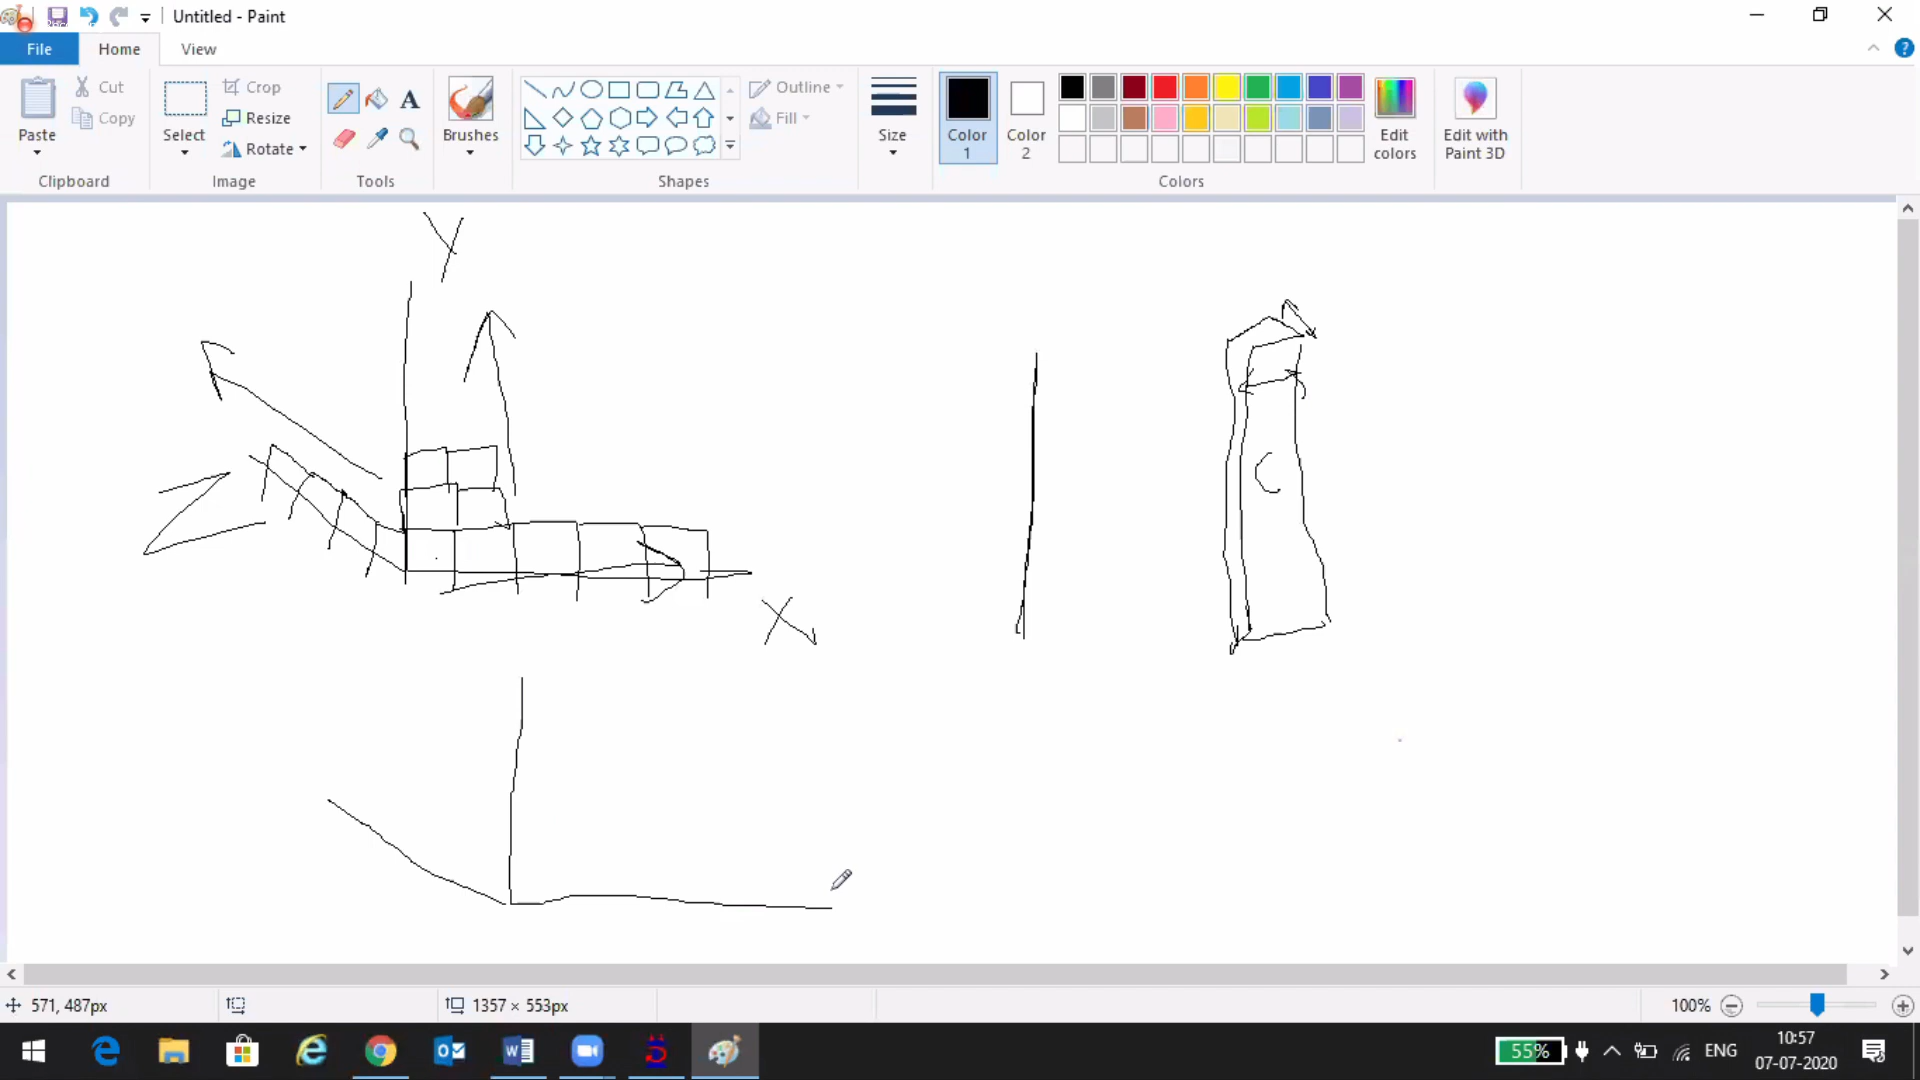 Untitled - Paint
File
Home
View
Paste
Cut
Copy
Clipboard
Select
Crop
Resize
Rotate
Image
Tools
Brushes
Shapes
Outline
Fill
Size
Color 1
Color 2
Edit colors
Colors
Edit with Paint 3D
Y
X
C
571, 487px
1357 × 553px
100%
55%
ENG
10:57
07-07-2020